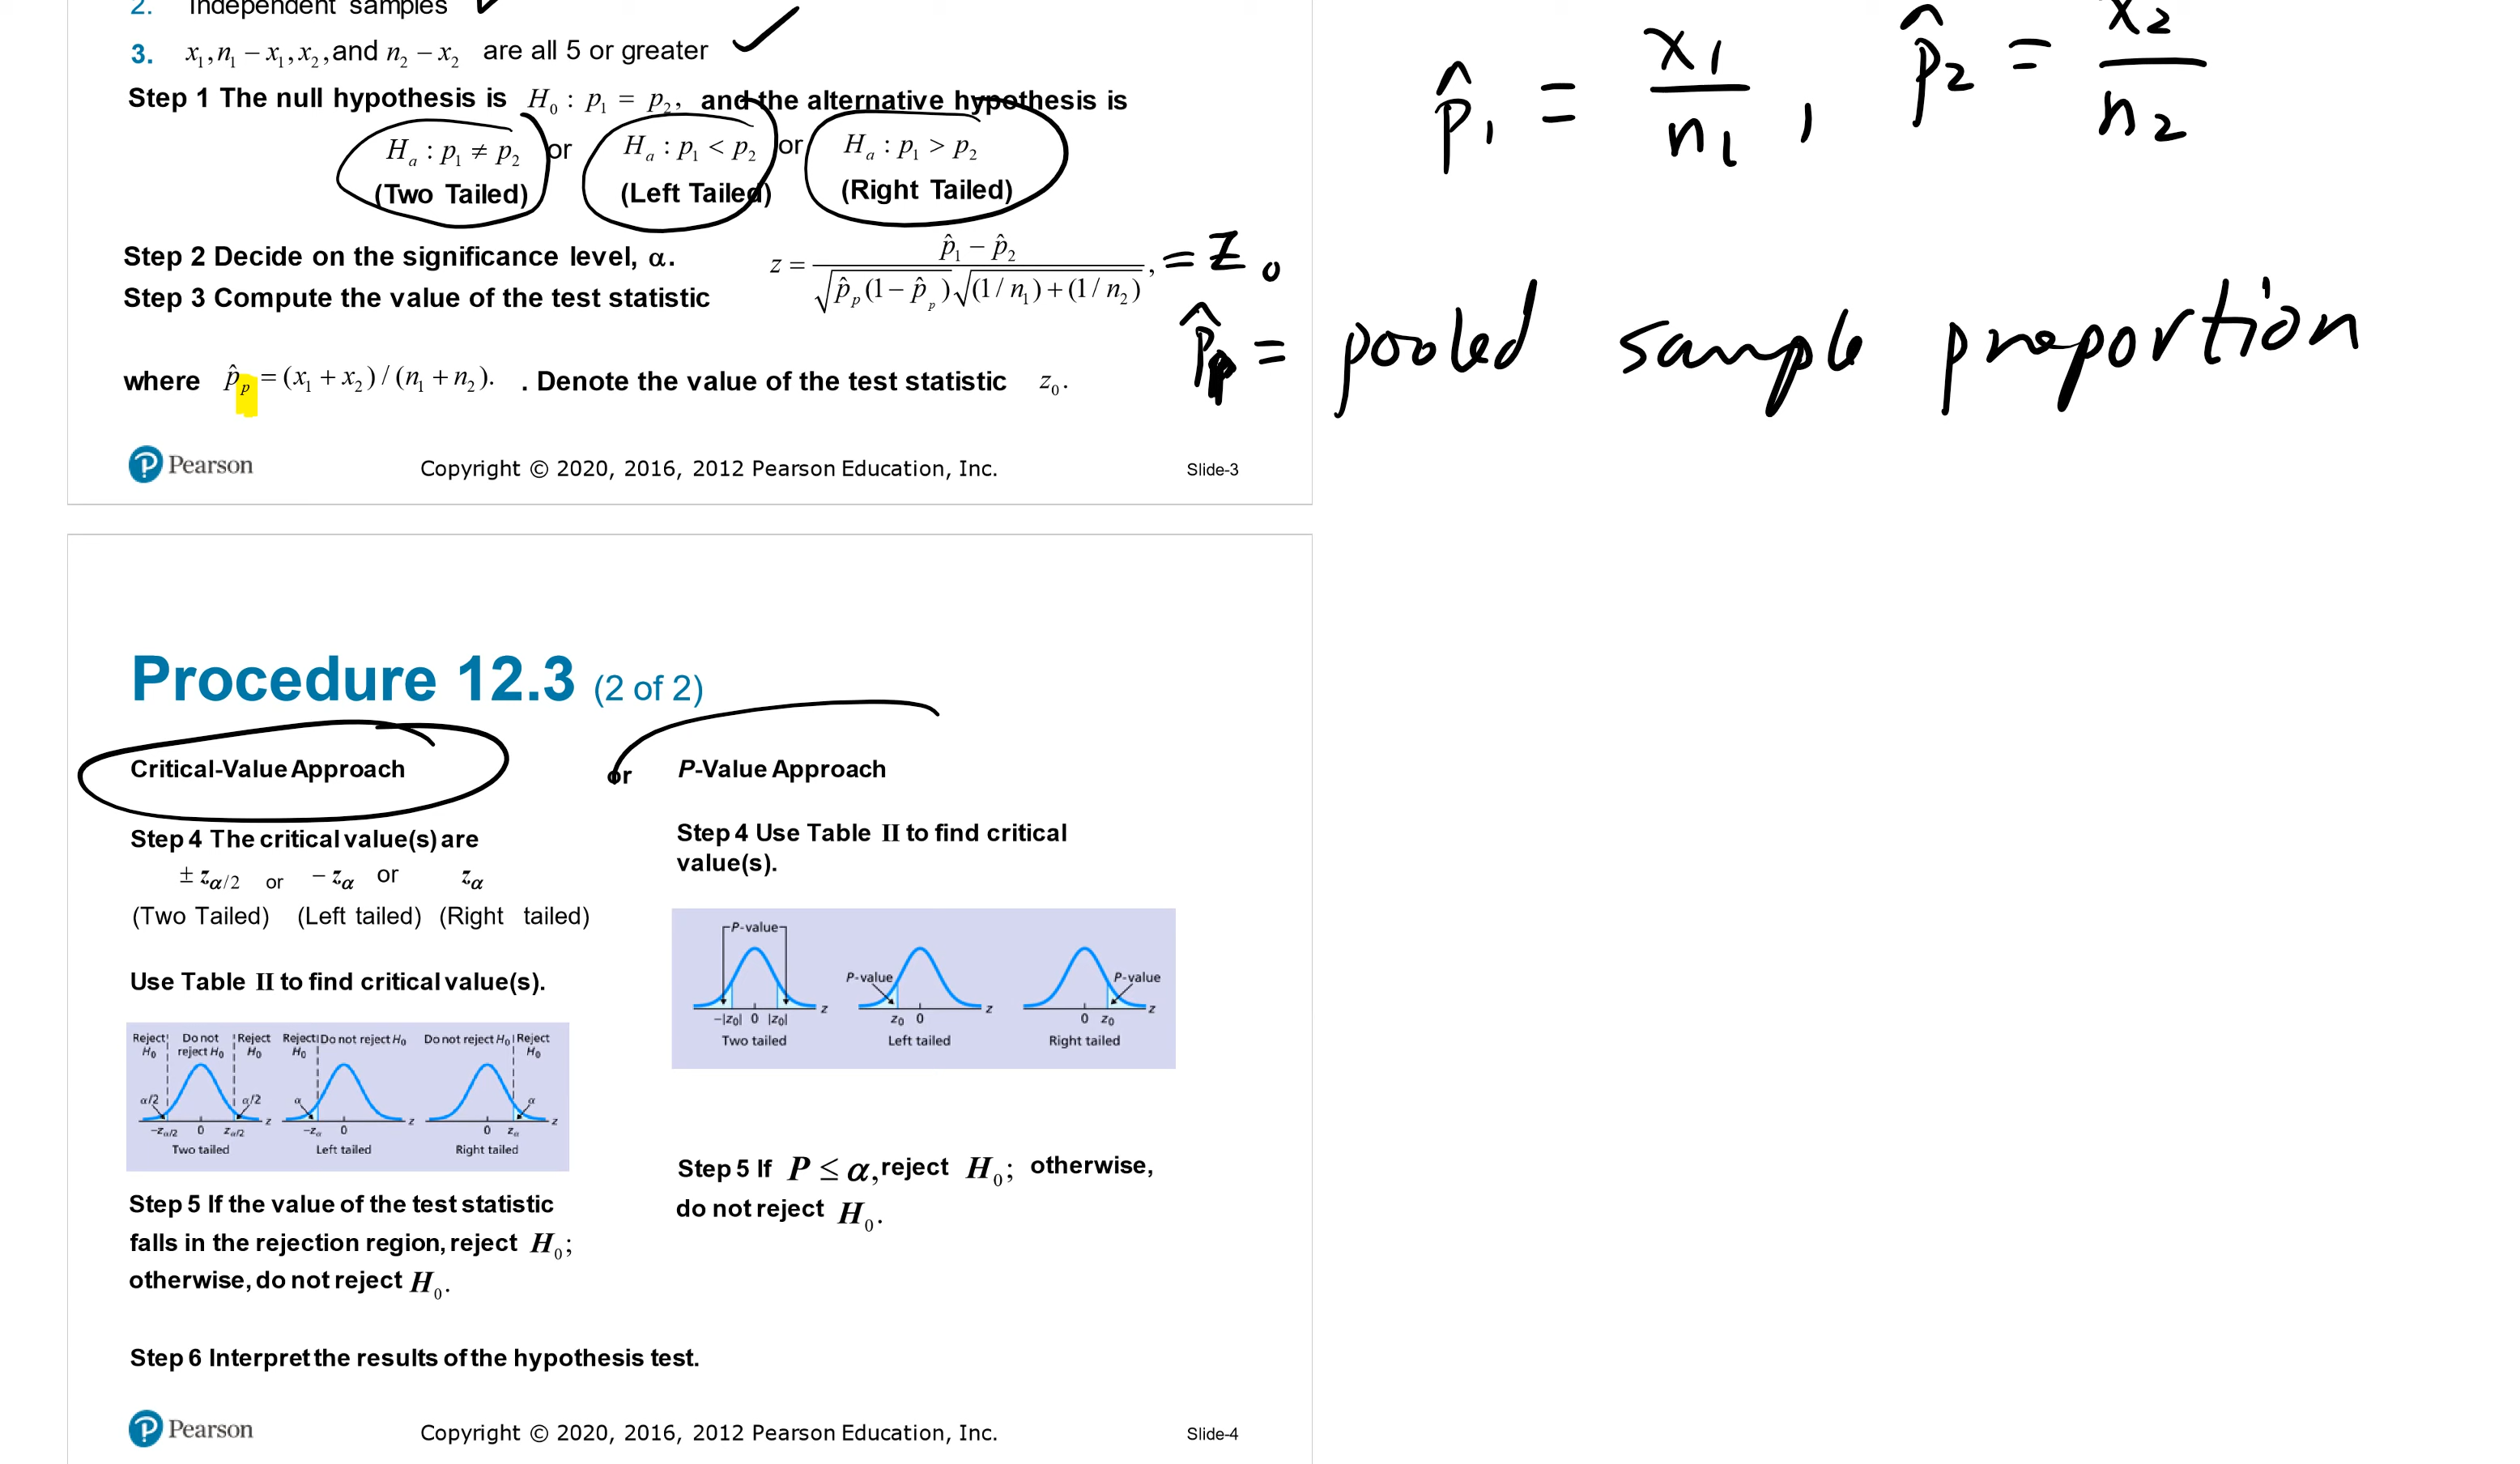 2. Independent samples
3. x₁, n₁ − x₁, x₂, and n₂ − x₂ are all 5 or greater
Step 1 The null hypothesis is H₀ : p₁ = p₂, and the alternative hypothesis is
Hₐ : p₁ ≠ p₂ or Hₐ : p₁ < p₂ or Hₐ : p₁ > p₂
(Two Tailed) (Left Tailed) (Right Tailed)
Step 2 Decide on the significance level, α.
Step 3 Compute the value of the test statistic
z = (p̂₁ − p̂₂) / (√(p̂ₚ(1 − p̂ₚ)) √((1 / n₁) + (1 / n₂))), = z₀
where p̂ₚ = (x₁ + x₂) / (n₁ + n₂). . Denote the value of the test statistic z₀.
Pearson
Copyright © 2020, 2016, 2012 Pearson Education, Inc.
Slide-3
p̂₁ = x₁/n₁ , p̂₂ = x₂/n₂
p̂ₚ = pooled sample proportion
Procedure 12.3 (2 of 2)
Critical-Value Approach
or
P-Value Approach
Step 4 The critical value(s) are
± z_α/2 or − z_α or z_α
(Two Tailed) (Left tailed) (Right tailed)
Use Table II to find critical value(s).
Reject H₀ Do not reject H₀ Reject H₀
α/2 α/2
−z_α/2 0 z_α/2 z
Two tailed
Reject H₀ Do not reject H₀
α
−z_α 0 z
Left tailed
Do not reject H₀ Reject H₀
α
0 z_α z
Right tailed
Step 5 If the value of the test statistic
falls in the rejection region, reject H₀;
otherwise, do not reject H₀.
Step 4 Use Table II to find critical
value(s).
P-value
−|z₀| 0 |z₀| z
Two tailed
P-value
z₀ 0 z
Left tailed
P-value
0 z₀ z
Right tailed
Step 5 If P ≤ α, reject H₀; otherwise,
do not reject H₀.
Step 6 Interpret the results of the hypothesis test.
Pearson
Copyright © 2020, 2016, 2012 Pearson Education, Inc.
Slide-4